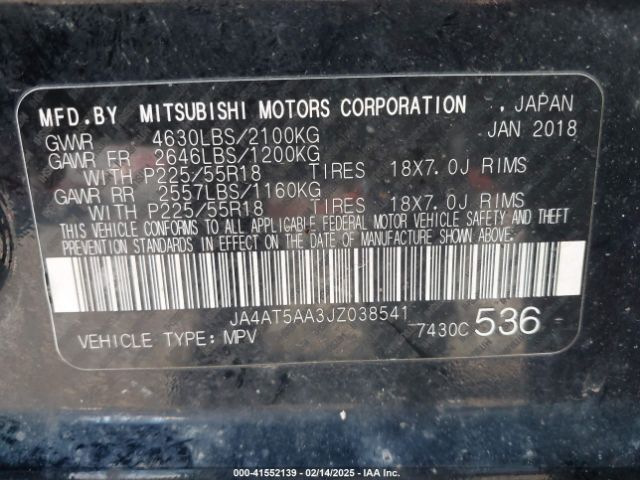 MFD.BY MITSUBISHI MOTORS CORPORATION , JAPAN
GVWR 4630LBS/2100KG JAN 2018
GAWR FR 2646LBS/1200KG
WITH P225/55R18 TIRES 18X7.0J RIMS
GAWR RR 2557LBS/1160KG
WITH P225/55R18 TIRES 18X7.0J RIMS
THIS VEHICLE CONFORMS TO ALL APPLICABLE FEDERAL MOTOR VEHICLE SAFETY AND THEFT
PREVENTION STANDARDS IN EFFECT ON THE DATE OF MANUFACTURE SHOWN ABOVE.
JA4AT5AA3JZ038541
VEHICLE TYPE: MPV 7430C 536
000-41552139 - 02/14/2025 - IAA Inc.